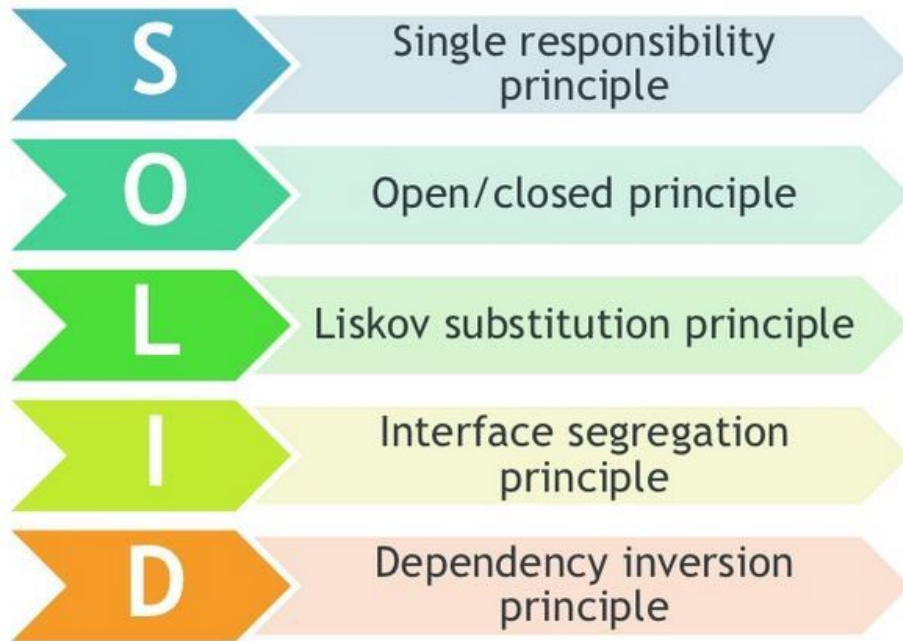 S
Single responsibility
principle
O
Open/closed principle
L
Liskov substitution principle
I
Interface segregation
principle
D
Dependency inversion
principle